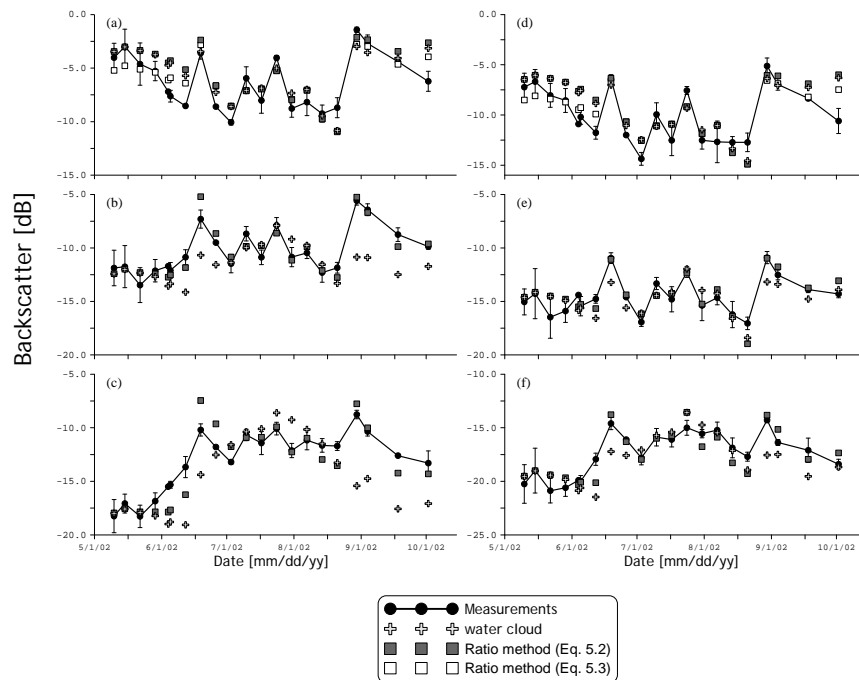 Backscatter [dB]
(a)
0.0
-5.0
-10.0
-15.0
(b)
-5.0
-10.0
-15.0
-20.0
(c)
-5.0
-10.0
-15.0
-20.0
5/1/02 6/1/02 7/1/02 8/1/02 9/1/02 10/1/02
Date [mm/dd/yy]
(d)
0.0
-5.0
-10.0
-15.0
(e)
-5.0
-10.0
-15.0
-20.0
(f)
-10.0
-15.0
-20.0
-25.0
5/1/02 6/1/02 7/1/02 8/1/02 9/1/02 10/1/02
Date [mm/dd/yy]
Measurements
water cloud
Ratio method (Eq. 5.2)
Ratio method (Eq. 5.3)